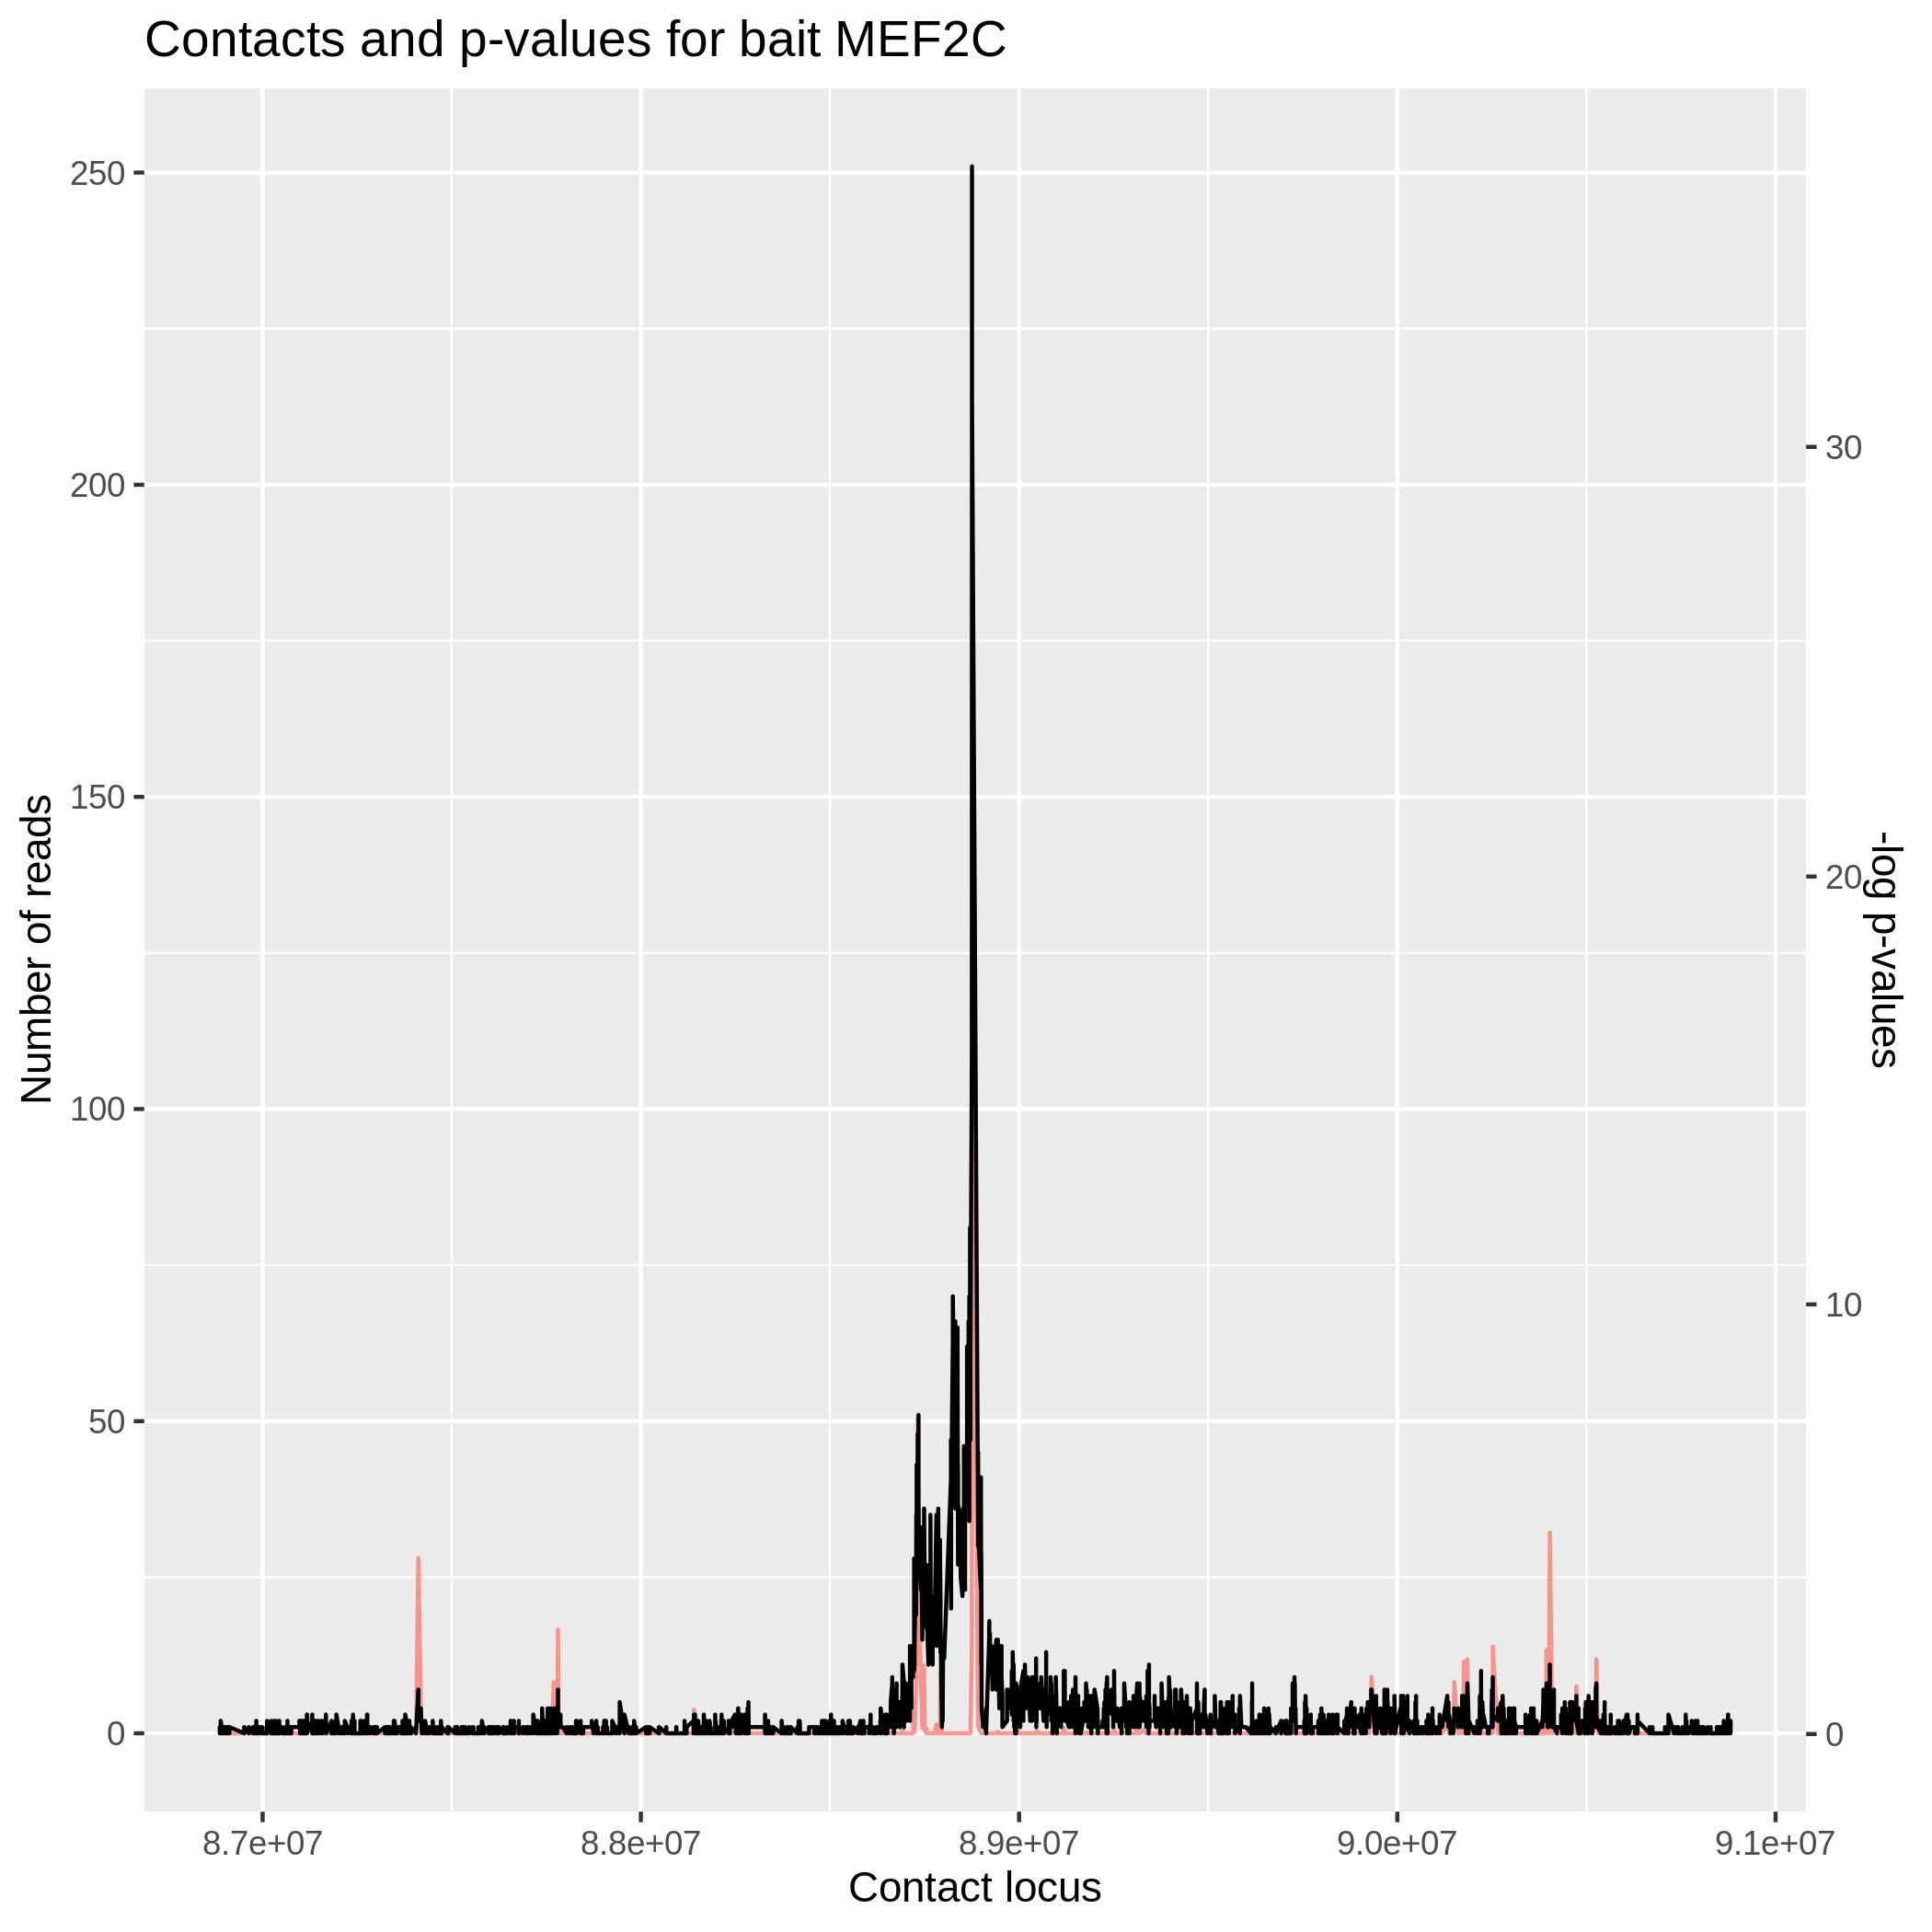 Contacts and p-values for bait MEF2C
250
200
150
100
50
0
Number of reads
30
20
10
0
-log p-values
8.7e+07
8.8e+07
8.9e+07
9.0e+07
9.1e+07
Contact locus